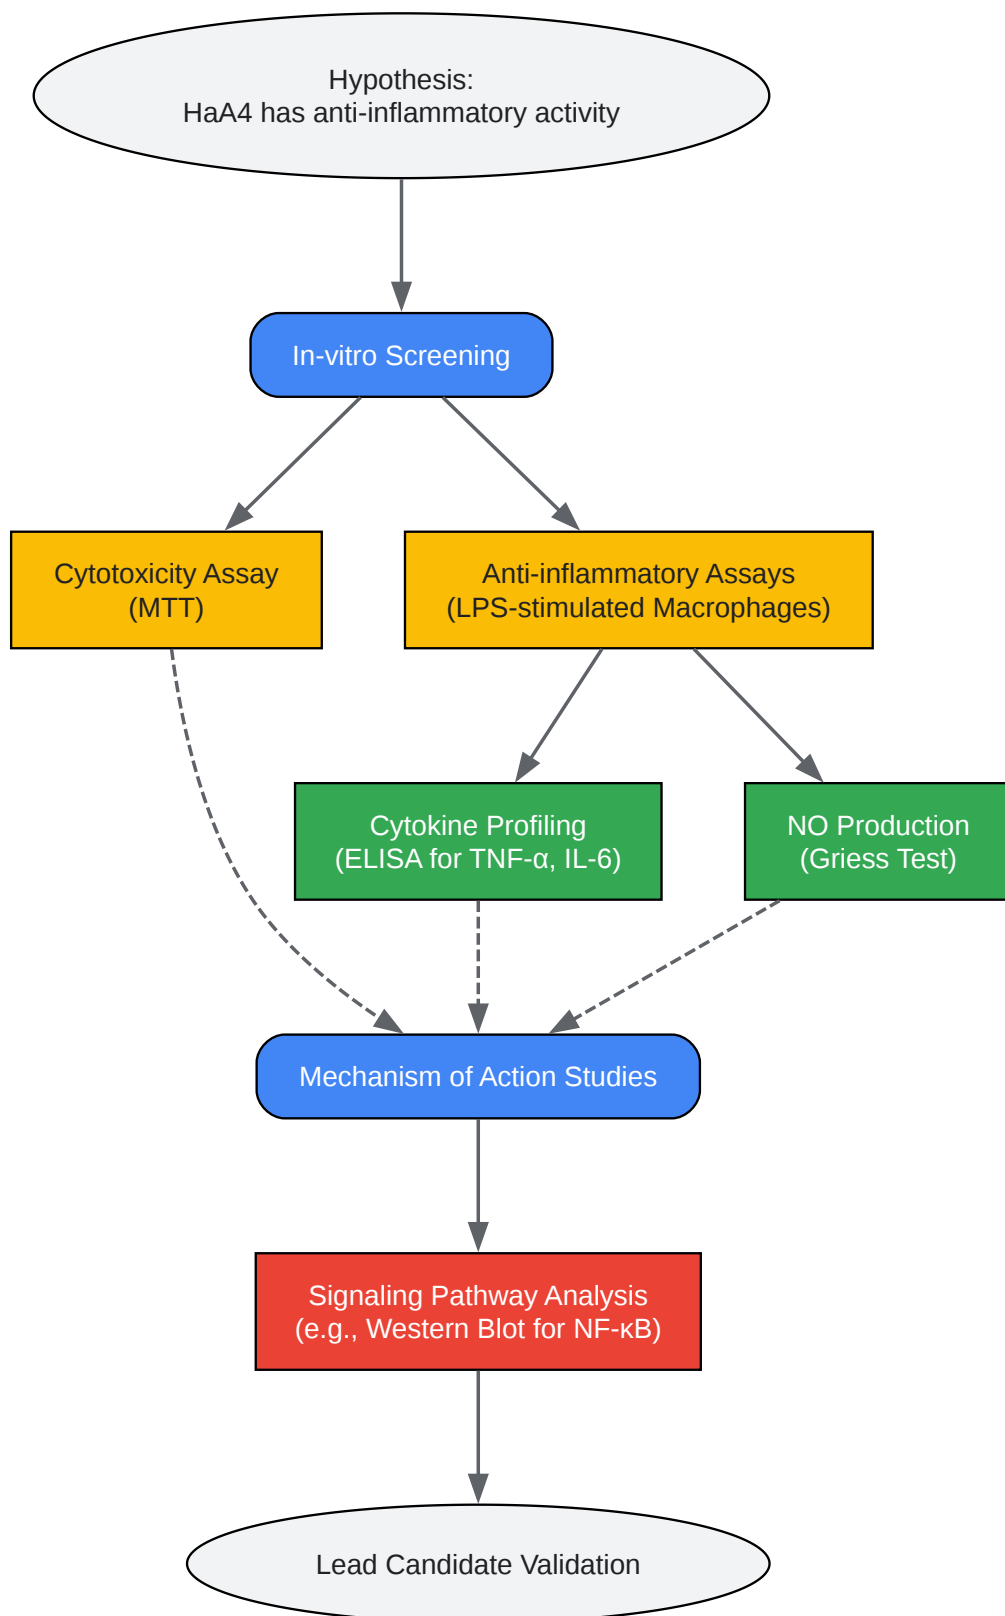 Hypothesis:
HaA4 has anti-inflammatory activity
In-vitro Screening
Cytotoxicity Assay
(MTT)
Anti-inflammatory Assays
(LPS-stimulated Macrophages)
Cytokine Profiling
(ELISA for TNF-α, IL-6)
NO Production
(Griess Test)
Mechanism of Action Studies
Signaling Pathway Analysis
(e.g., Western Blot for NF-κB)
Lead Candidate Validation